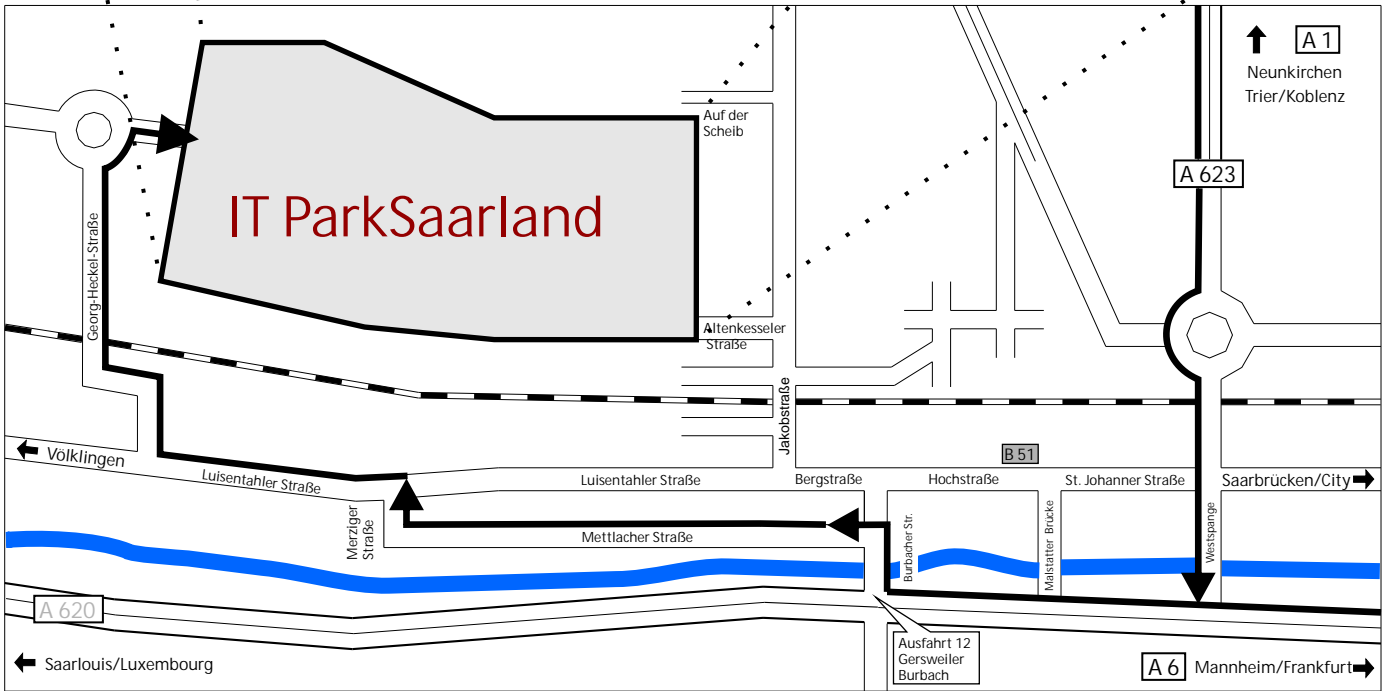 A 1
Neunkirchen
Trier/Koblenz
Auf der
Scheib
A 623
IT ParkSaarland
Georg-Heckel-Straße
Altenkesseler
Straße
Jakobstraße
Völklingen
B 51
Luisentahler Straße
Luisentahler Straße
Bergstraße
Hochstraße
St. Johanner Straße
Saarbrücken/City
Merziger
Straße
Mettlacher Straße
Burbacher Str.
Malstatter Brücke
Westspange
A 620
Ausfahrt 12
Gersweiler
Burbach
Saarlouis/Luxembourg
A 6
Mannheim/Frankfurt